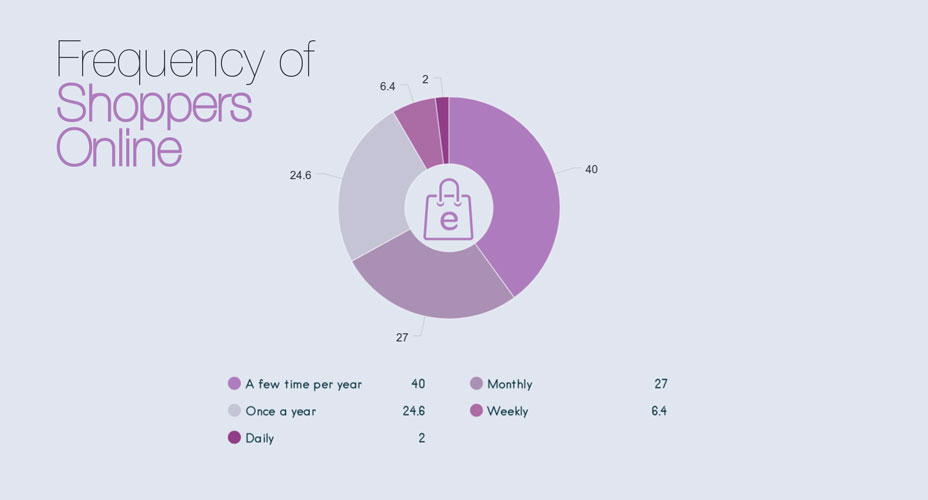 Frequency of
Shoppers
Online
2
6.4
40
24.6
e
27
A few time per year 40
Monthly 27
Once a year 24.6
Weekly 6.4
Daily 2